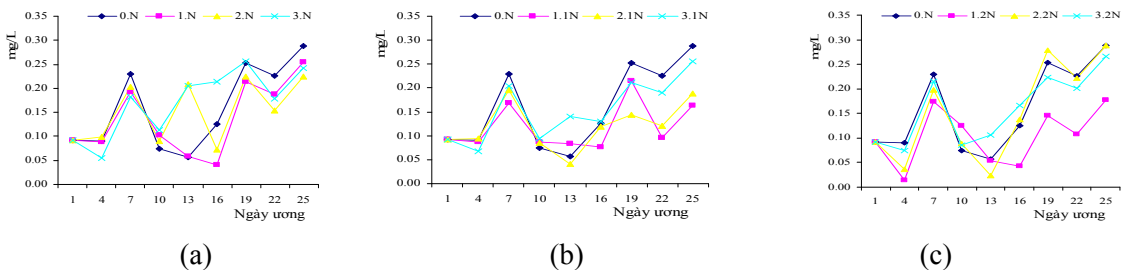 0.N 1.N 2.N 3.N
mg/L
0.35
0.30
0.25
0.20
0.15
0.10
0.05
0.00
1 4 7 10 13 16 19 22 25
Ngày ương
(a)
0.N 1.1N 2.1N 3.1N
mg/L
0.35
0.30
0.25
0.20
0.15
0.10
0.05
0.00
1 4 7 10 13 16 19 22 25
Ngày ương
(b)
0.N 1.2N 2.2N 3.2N
mg/L
0.35
0.30
0.25
0.20
0.15
0.10
0.05
0.00
1 4 7 10 13 16 19 22 25
Ngày ương
(c)